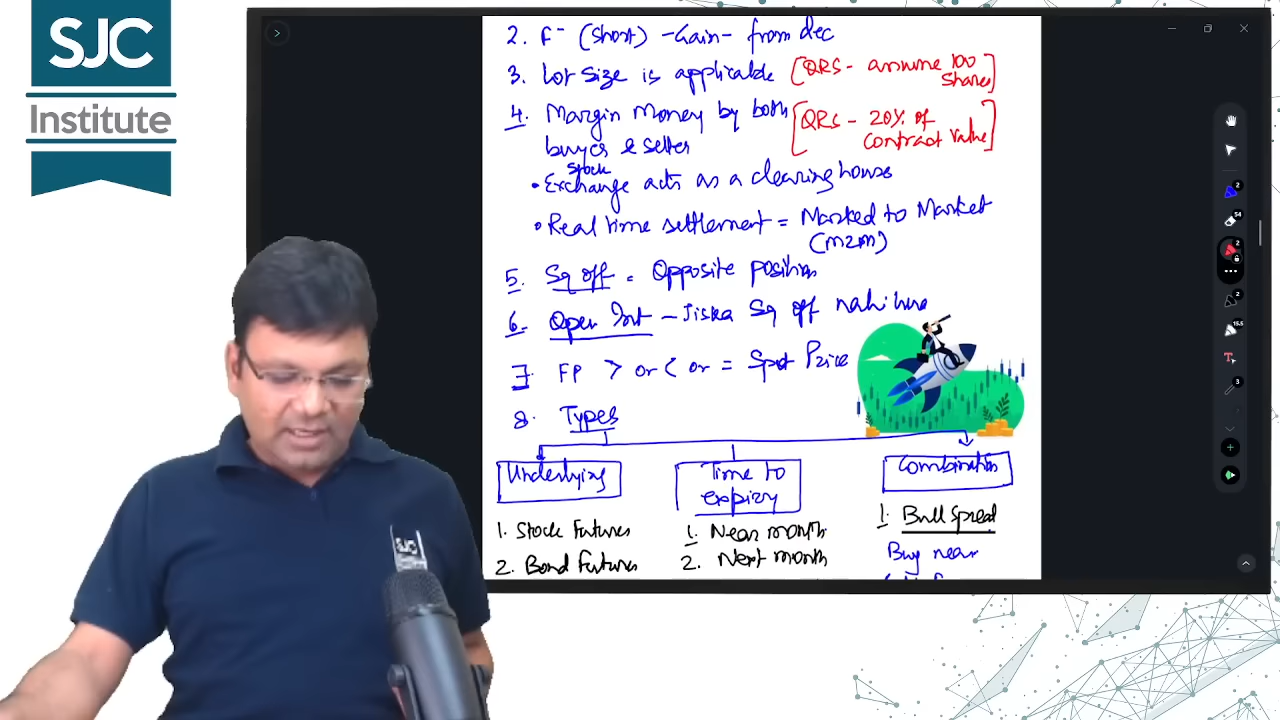 SJC
Institute
2. F⁻ (Short) - Gain - from dec
3. Lot Size is applicable [QRS - assume 100 Shares]
4. Margin Money by both buyer & seller [QRS - 20% of Contract Value]
• Stock Exchange acts as a clearing house
• Real time settlement = Marked to Market (M2M)
5. Sq off = Opposite position
6. Open Int - Jiska Sq off nahi hua
7. FP > or < or = Spot Price
8. Types
Underlying
Time to expiry
Combination
1. Stock Futures
2. Bond Futures
1. Near month
2. Next month
1. Bull Spread
Buy near
SJC